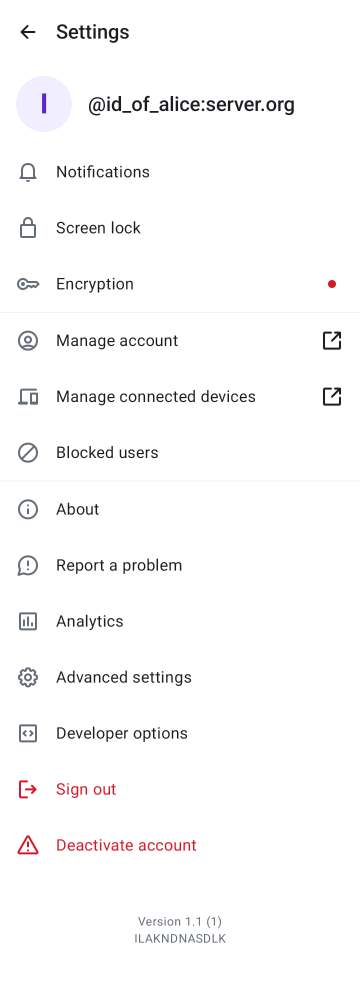 Settings
I
@id_of_alice:server.org
Notifications
Screen lock
Encryption
Manage account
Manage connected devices
Blocked users
About
Report a problem
Analytics
Advanced settings
Developer options
Sign out
Deactivate account
Version 1.1 (1)
ILAKNDNASDLK